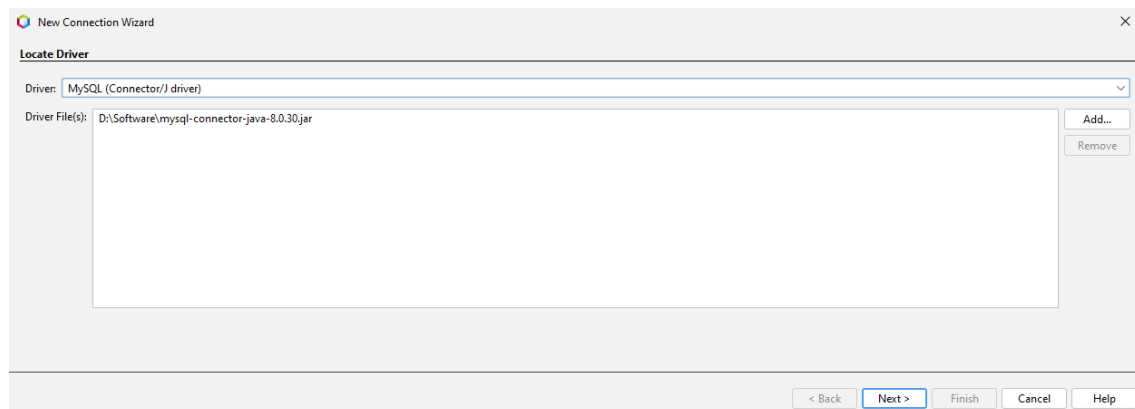 New Connection Wizard
Locate Driver
Driver: MySQL (Connector/J driver)
Driver File(s): D:\Software\mysql-connector-java-8.0.30.jar Add...
Remove
< Back Next > Finish Cancel Help